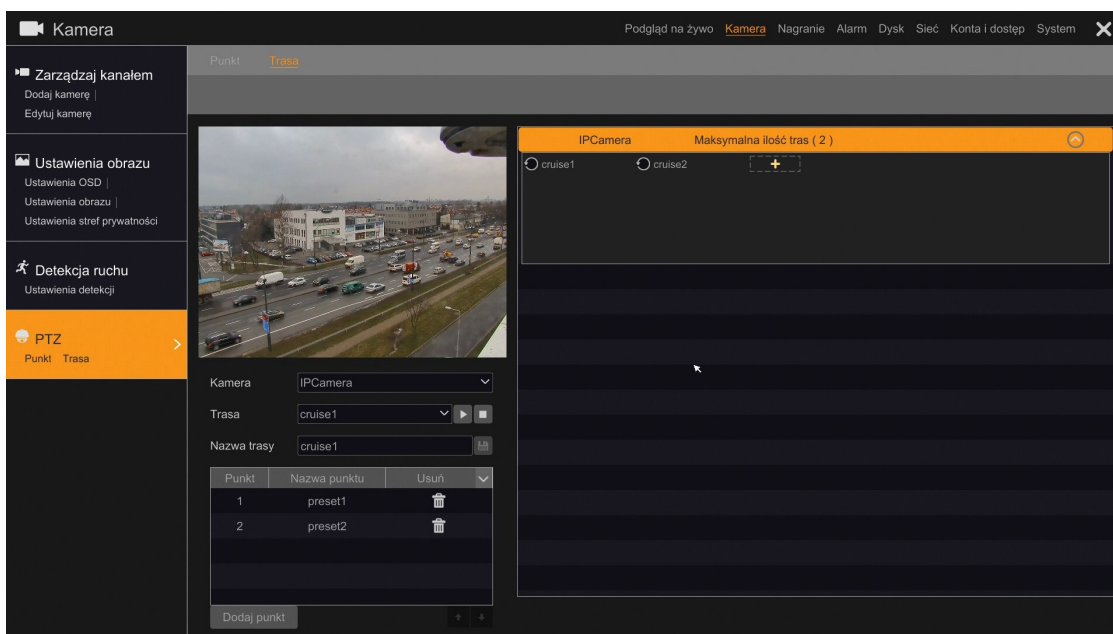 Kamera
Podgląd na żywo Kamera Nagranie Alarm Dysk Sieć Konta i dostęp System
Zarządzaj kanałem
Dodaj kamerę |
Edytuj kamerę
Ustawienia obrazu
Ustawienia OSD |
Ustawienia obrazu |
Ustawienia stref prywatności
Detekcja ruchu
Ustawienia detekcji
PTZ
Punkt Trasa
Punkt Trasa
Kamera IPCamera
Trasa cruise1
Nazwa trasy cruise1
Punkt Nazwa punktu Usuń
1 preset1
2 preset2
Dodaj punkt
IPCamera Maksymalna ilość tras ( 2 )
cruise1 cruise2 +